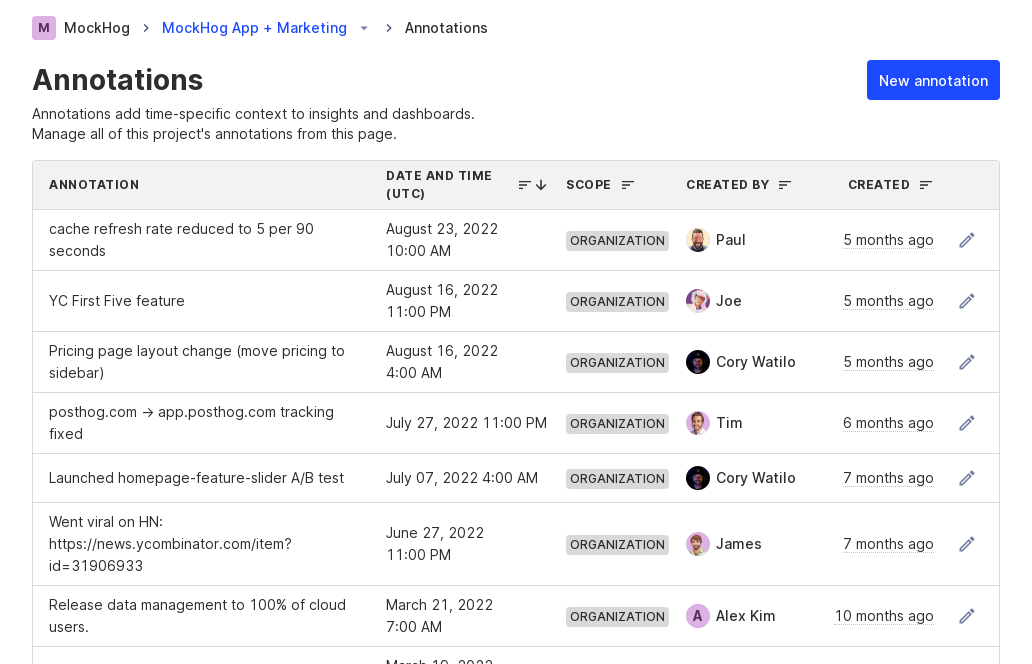 M MockHog > MockHog App + Marketing > Annotations
Annotations
New annotation
Annotations add time-specific context to insights and dashboards.
Manage all of this project's annotations from this page.
ANNOTATION DATE AND TIME (UTC) SCOPE CREATED BY CREATED
cache refresh rate reduced to 5 per 90
seconds
August 23, 2022
10:00 AM
ORGANIZATION
Paul
5 months ago
YC First Five feature
August 16, 2022
11:00 PM
ORGANIZATION
Joe
5 months ago
Pricing page layout change (move pricing to
sidebar)
August 16, 2022
4:00 AM
ORGANIZATION
Cory Watilo
5 months ago
posthog.com → app.posthog.com tracking
fixed
July 27, 2022 11:00 PM
ORGANIZATION
Tim
6 months ago
Launched homepage-feature-slider A/B test
July 07, 2022 4:00 AM
ORGANIZATION
Cory Watilo
7 months ago
Went viral on HN:
https://news.ycombinator.com/item?
id=31906933
June 27, 2022
11:00 PM
ORGANIZATION
James
7 months ago
Release data management to 100% of cloud
users.
March 21, 2022
7:00 AM
ORGANIZATION
A Alex Kim
10 months ago
March 19, 2022